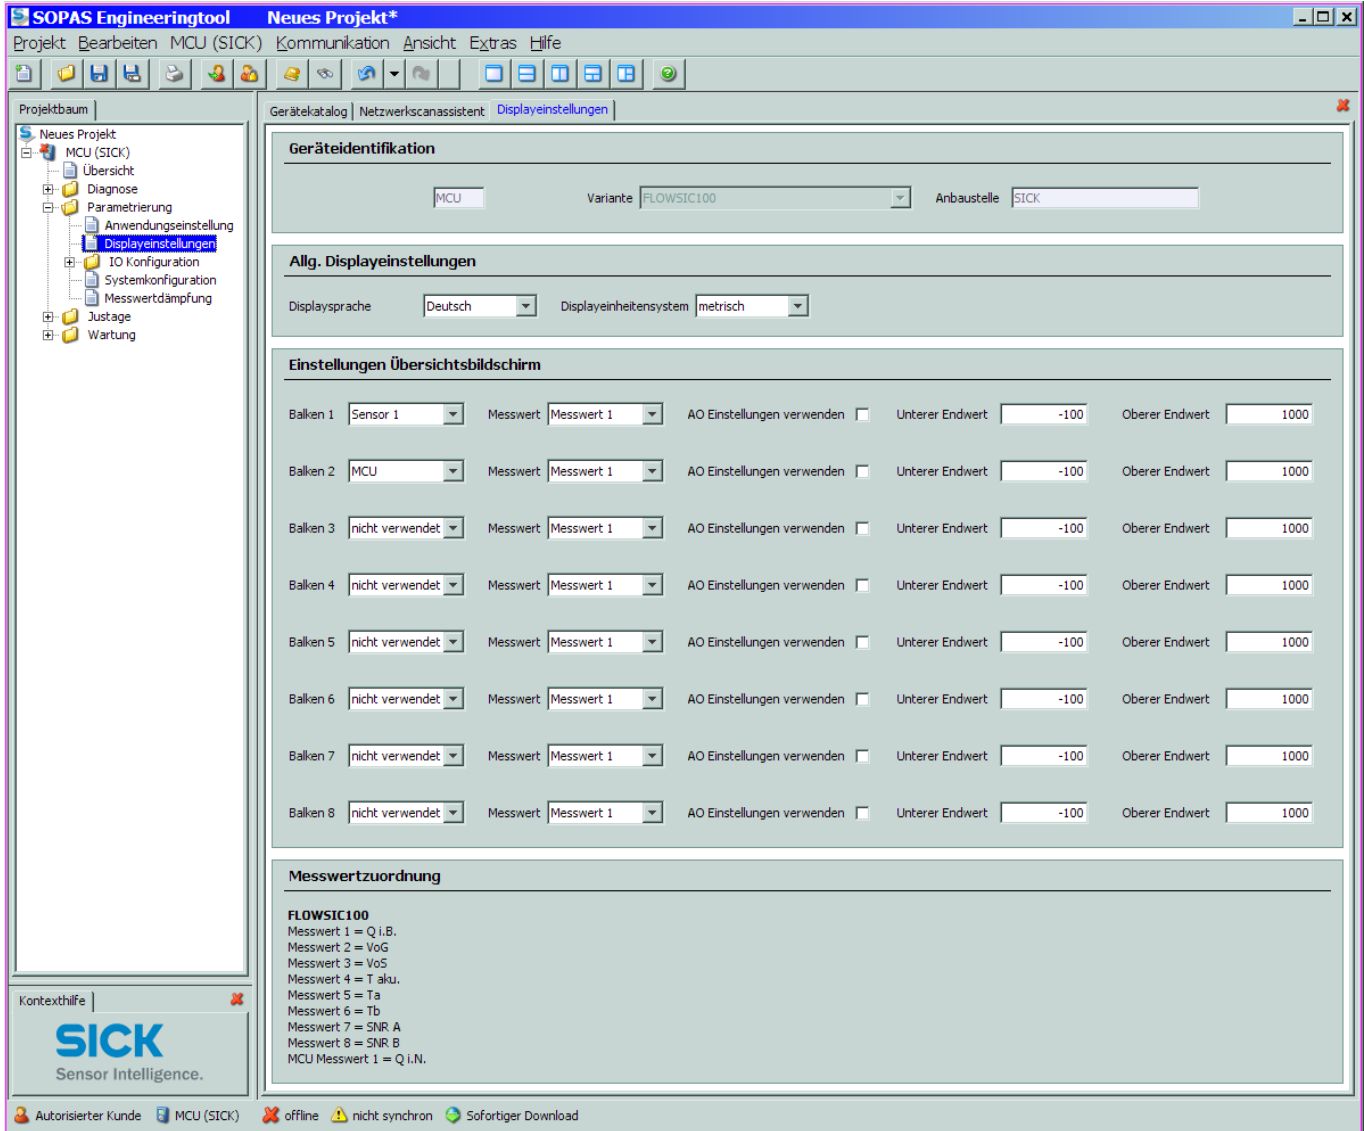 SOPAS Engineeringtool Neues Projekt*
Projekt Bearbeiten MCU (SICK) Kommunikation Ansicht Extras Hilfe
Projektbaum
Neues Projekt
MCU (SICK)
Übersicht
Diagnose
Parametrierung
Anwendungseinstellung
Displayeinstellungen
IO Konfiguration
Systemkonfiguration
Messwertdämpfung
Justage
Wartung
Kontexthilfe
SICK
Sensor Intelligence.
Gerätekatalog Netzwerkscanassistent Displayeinstellungen
Geräteidentifikation
MCU Variante FLOWSIC100 Anbaustelle SICK
Allg. Displayeinstellungen
Displaysprache Deutsch Displayeinheitensystem metrisch
Einstellungen Übersichtsbildschirm
Balken 1 Sensor 1 Messwert Messwert 1 AO Einstellungen verwenden Unterer Endwert -100 Oberer Endwert 1000
Balken 2 MCU Messwert Messwert 1 AO Einstellungen verwenden Unterer Endwert -100 Oberer Endwert 1000
Balken 3 nicht verwendet Messwert Messwert 1 AO Einstellungen verwenden Unterer Endwert -100 Oberer Endwert 1000
Balken 4 nicht verwendet Messwert Messwert 1 AO Einstellungen verwenden Unterer Endwert -100 Oberer Endwert 1000
Balken 5 nicht verwendet Messwert Messwert 1 AO Einstellungen verwenden Unterer Endwert -100 Oberer Endwert 1000
Balken 6 nicht verwendet Messwert Messwert 1 AO Einstellungen verwenden Unterer Endwert -100 Oberer Endwert 1000
Balken 7 nicht verwendet Messwert Messwert 1 AO Einstellungen verwenden Unterer Endwert -100 Oberer Endwert 1000
Balken 8 nicht verwendet Messwert Messwert 1 AO Einstellungen verwenden Unterer Endwert -100 Oberer Endwert 1000
Messwertzuordnung
FLOWSIC100
Messwert 1 = Q i.B.
Messwert 2 = VoG
Messwert 3 = VoS
Messwert 4 = T aku.
Messwert 5 = Ta
Messwert 6 = Tb
Messwert 7 = SNR A
Messwert 8 = SNR B
MCU Messwert 1 = Q i.N.
Autorisierter Kunde MCU (SICK) offline nicht synchron Sofortiger Download